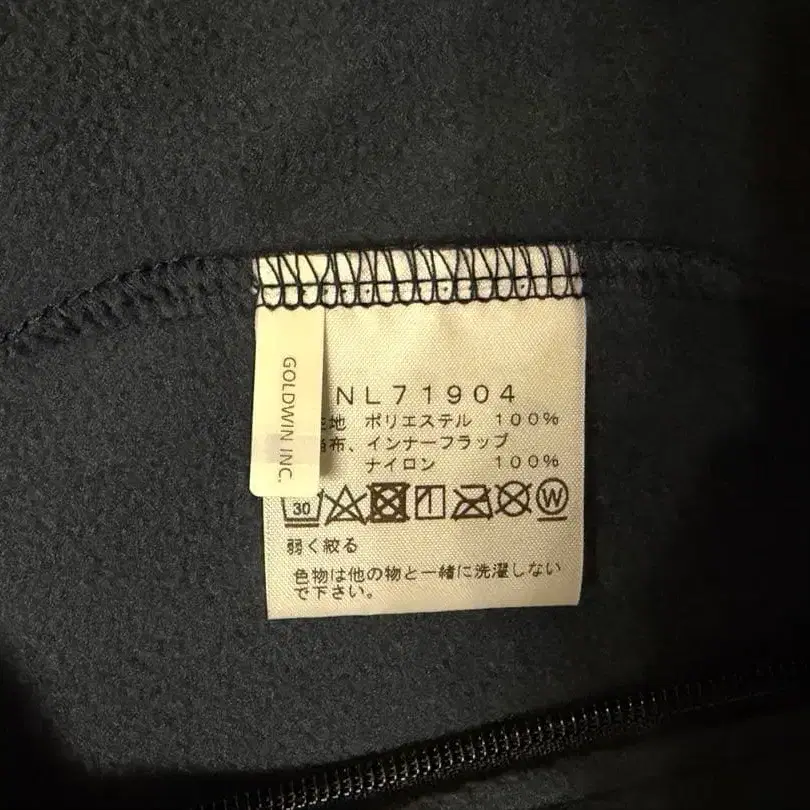 GOLDWIN INC.
NL71904
地 ポリエステル 100%
布、インナーフラップ
ナイロン 100%
30
W
弱く絞る
色物は他の物と一緒に洗濯しない
で下さい。